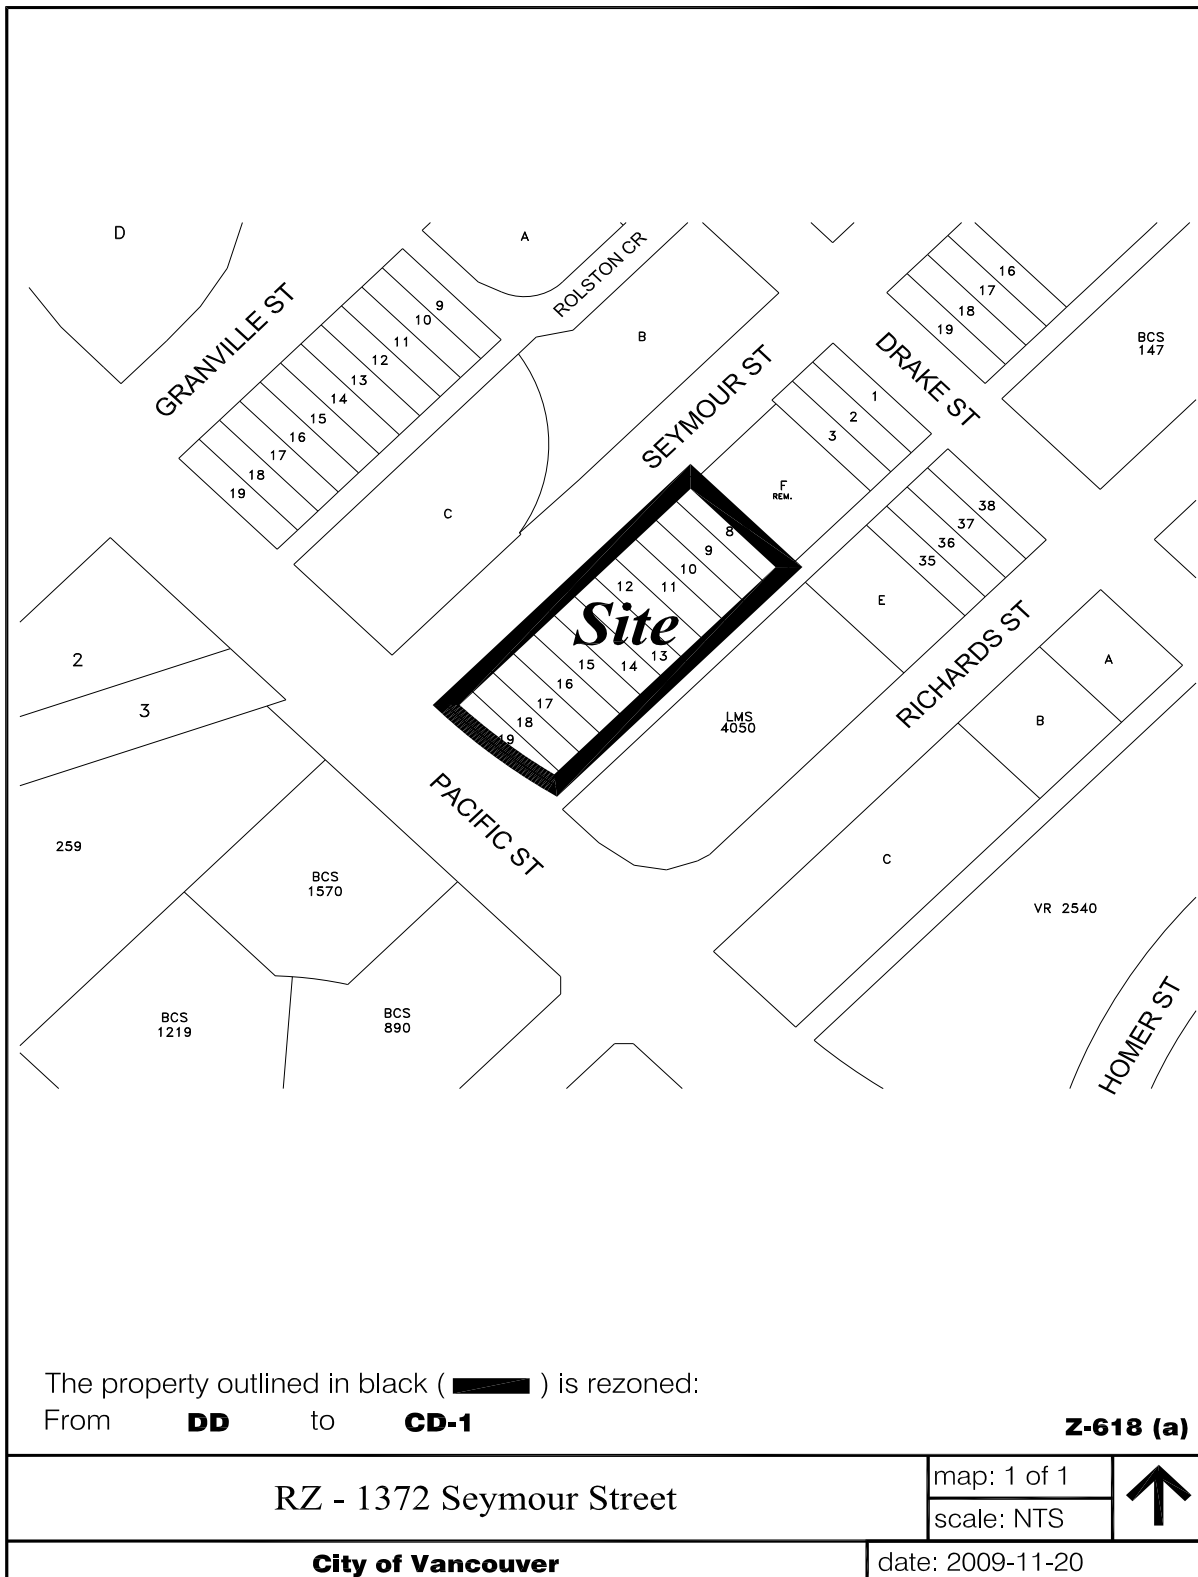 D
A
ROLSTON CR
GRANVILLE ST
9
10
11
12
13
14
15
16
17
18
19
B
C
SEYMOUR ST
DRAKE ST
16
17
18
19
BCS
147
1
2
3
F
REM.
38
37
36
35
E
8
9
10
11
12
Site
13
14
15
16
17
18
19
LMS
4050
RICHARDS ST
A
B
C
2
3
PACIFIC ST
259
BCS
1570
BCS
1219
BCS
890
VR 2540
HOMER ST
The property outlined in black ( ) is rezoned:
From DD to CD-1
Z-618 (a)
RZ - 1372 Seymour Street
map: 1 of 1
scale: NTS
City of Vancouver
date: 2009-11-20